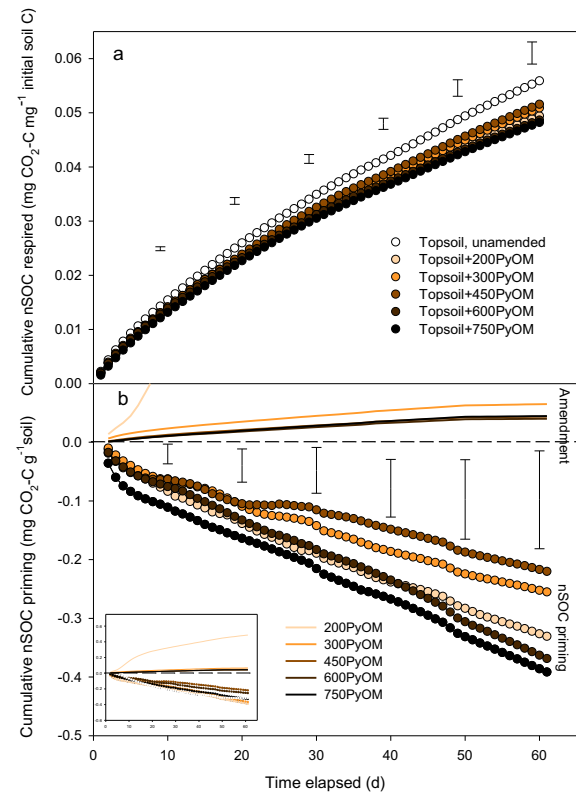 a
Cumulative nSOC respired (mg CO2-C mg-1 initial soil C)
0.06
0.05
0.04
0.03
0.02
0.01
0.00
Topsoil, unamended
Topsoil+200PyOM
Topsoil+300PyOM
Topsoil+450PyOM
Topsoil+600PyOM
Topsoil+750PyOM
b
Cumulative nSOC priming (mg CO2-C g-1soil)
0.0
-0.1
-0.2
-0.3
-0.4
-0.5
Amendment
nSOC priming
200PyOM
300PyOM
450PyOM
600PyOM
750PyOM
0 10 20 30 40 50 60
Time elapsed (d)